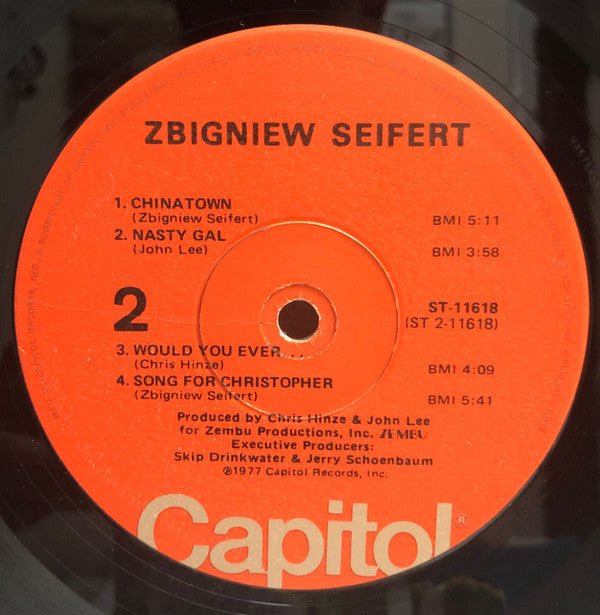 ZBIGNIEW SEIFERT
1. CHINATOWN
(Zbigniew Seifert)
BMI 5:11
2. NASTY GAL
(John Lee)
BMI 3:58
2
ST-11618
(ST 2-11618)
3. WOULD YOU EVER...
(Chris Hinze)
BMI 4:09
4. SONG FOR CHRISTOPHER
(Zbigniew Seifert)
BMI 5:41
Produced by Chris Hinze & John Lee
for Zembu Productions, Inc. ZEMBU
Executive Producers:
Skip Drinkwater & Jerry Schoenbaum
℗1977 Capitol Records, Inc.
Capitol®